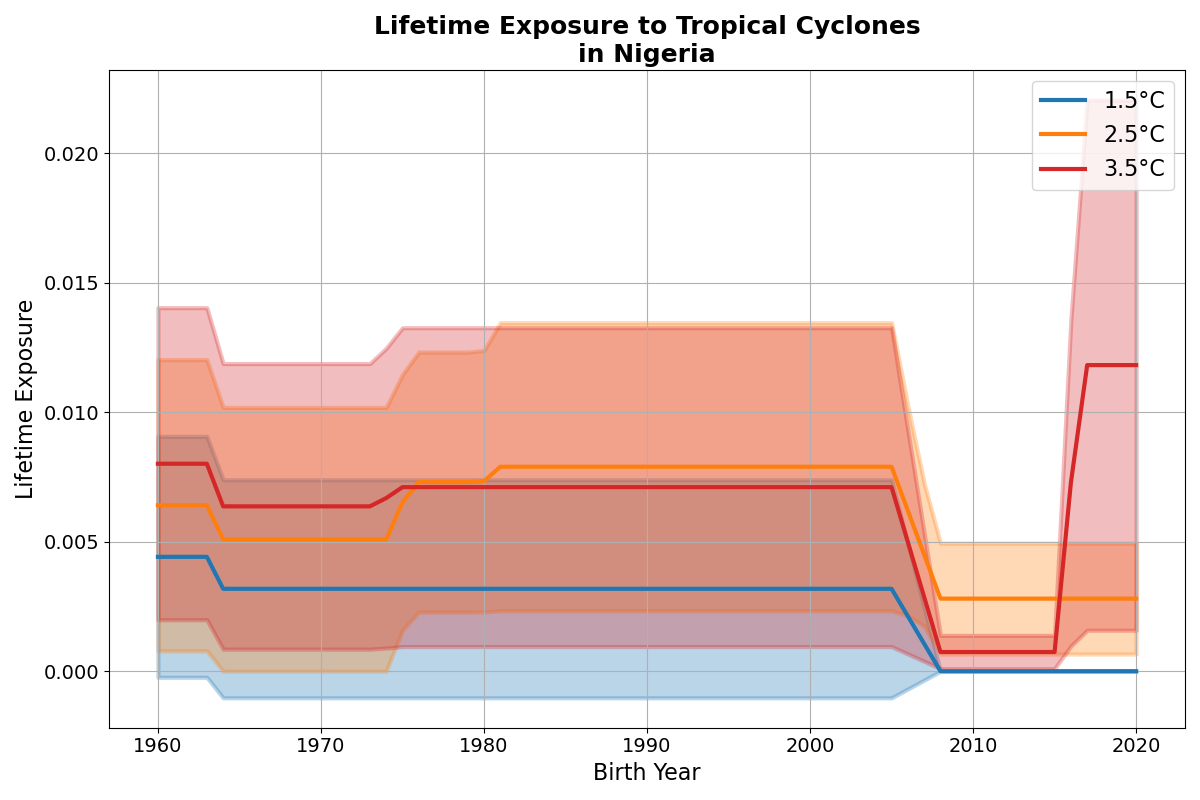 Lifetime Exposure to Tropical Cyclones
in Nigeria
1.5°C
2.5°C
3.5°C
Lifetime Exposure
0.020
0.015
0.010
0.005
0.000
1960 1970 1980 1990 2000 2010 2020
Birth Year